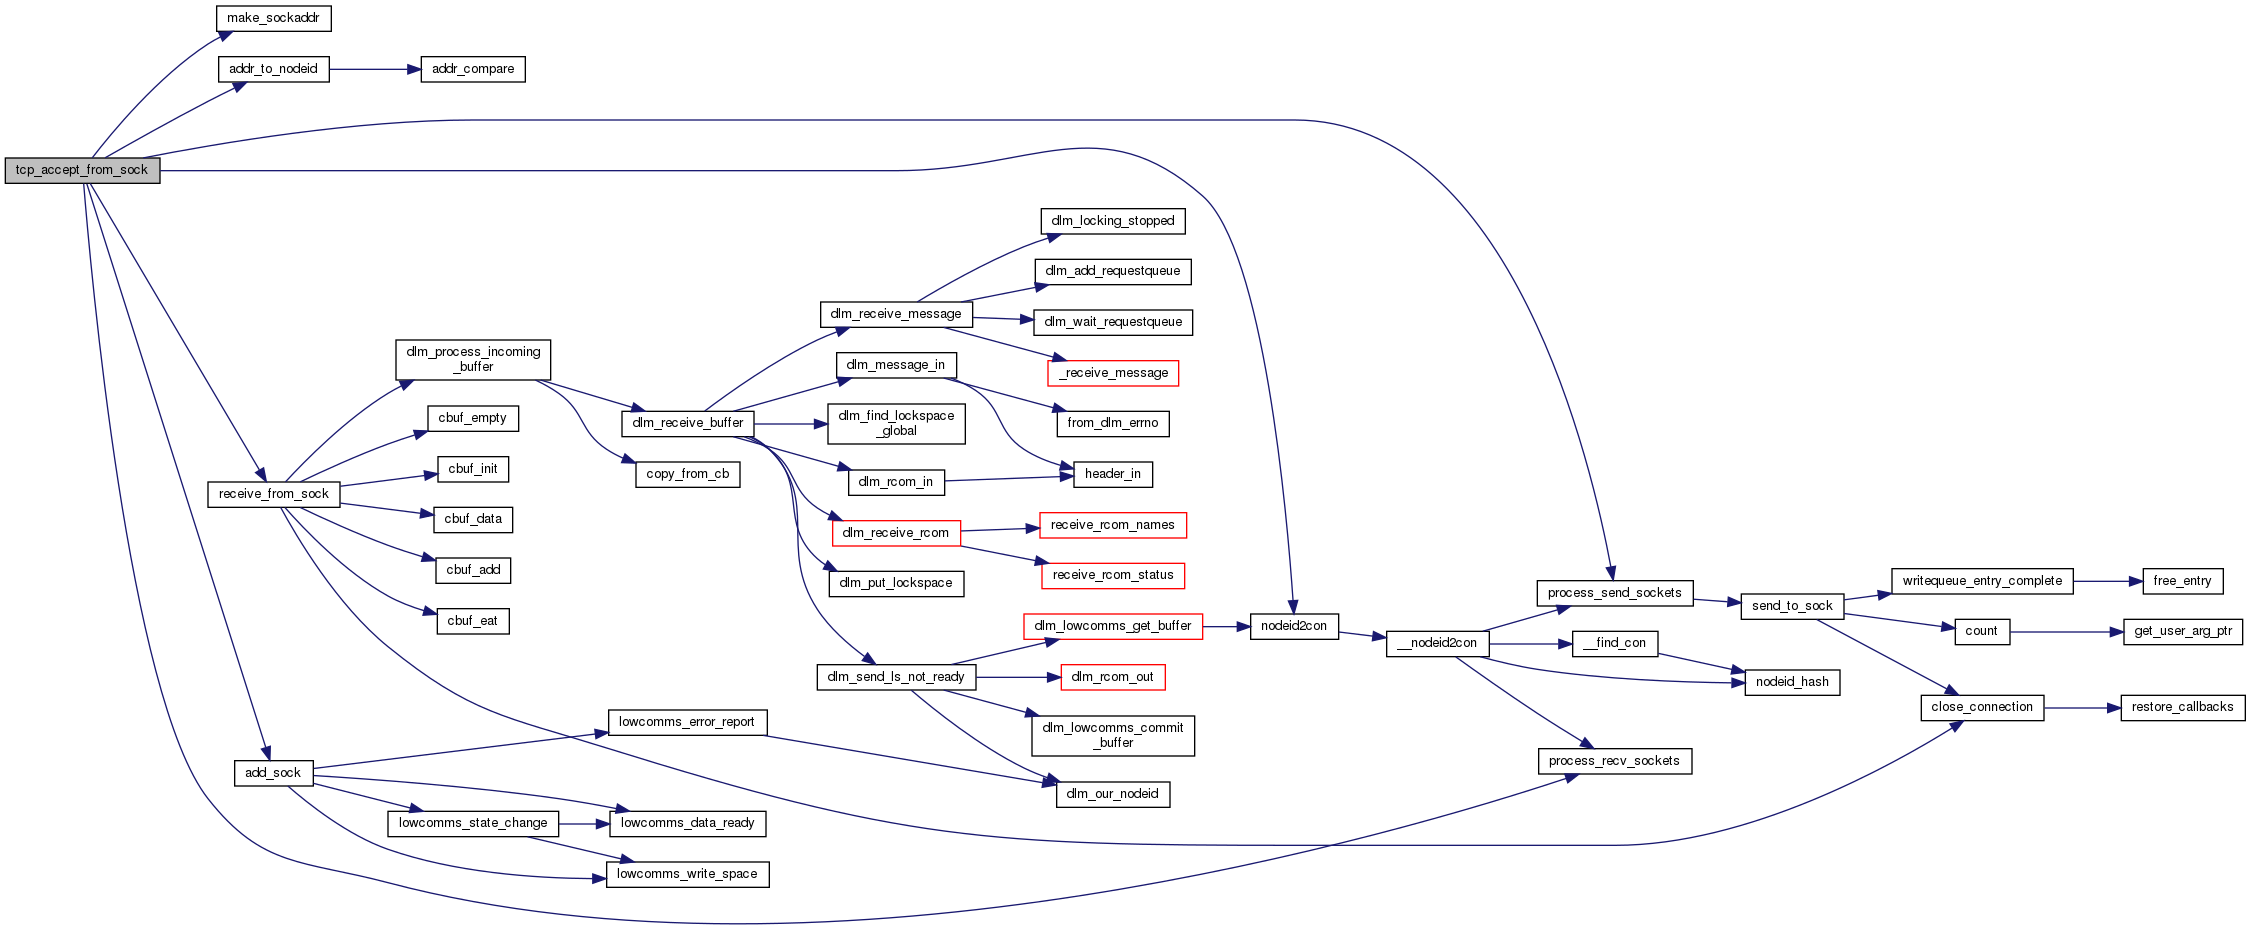 make_sockaddr
addr_to_nodeid
addr_compare
tcp_accept_from_sock
dlm_locking_stopped
dlm_add_requestqueue
dlm_receive_message
dlm_wait_requestqueue
dlm_process_incoming
_buffer
dlm_message_in
_receive_message
cbuf_empty
dlm_receive_buffer
dlm_find_lockspace
_global
from_dlm_errno
cbuf_init
copy_from_cb
dlm_rcom_in
header_in
receive_from_sock
cbuf_data
dlm_receive_rcom
receive_rcom_names
cbuf_add
dlm_put_lockspace
receive_rcom_status
process_send_sockets
writequeue_entry_complete
free_entry
cbuf_eat
dlm_lowcomms_get_buffer
nodeid2con
send_to_sock
count
get_user_arg_ptr
__nodeid2con
__find_con
dlm_send_ls_not_ready
dlm_rcom_out
nodeid_hash
lowcomms_error_report
dlm_lowcomms_commit
_buffer
close_connection
restore_callbacks
add_sock
process_recv_sockets
dlm_our_nodeid
lowcomms_state_change
lowcomms_data_ready
lowcomms_write_space